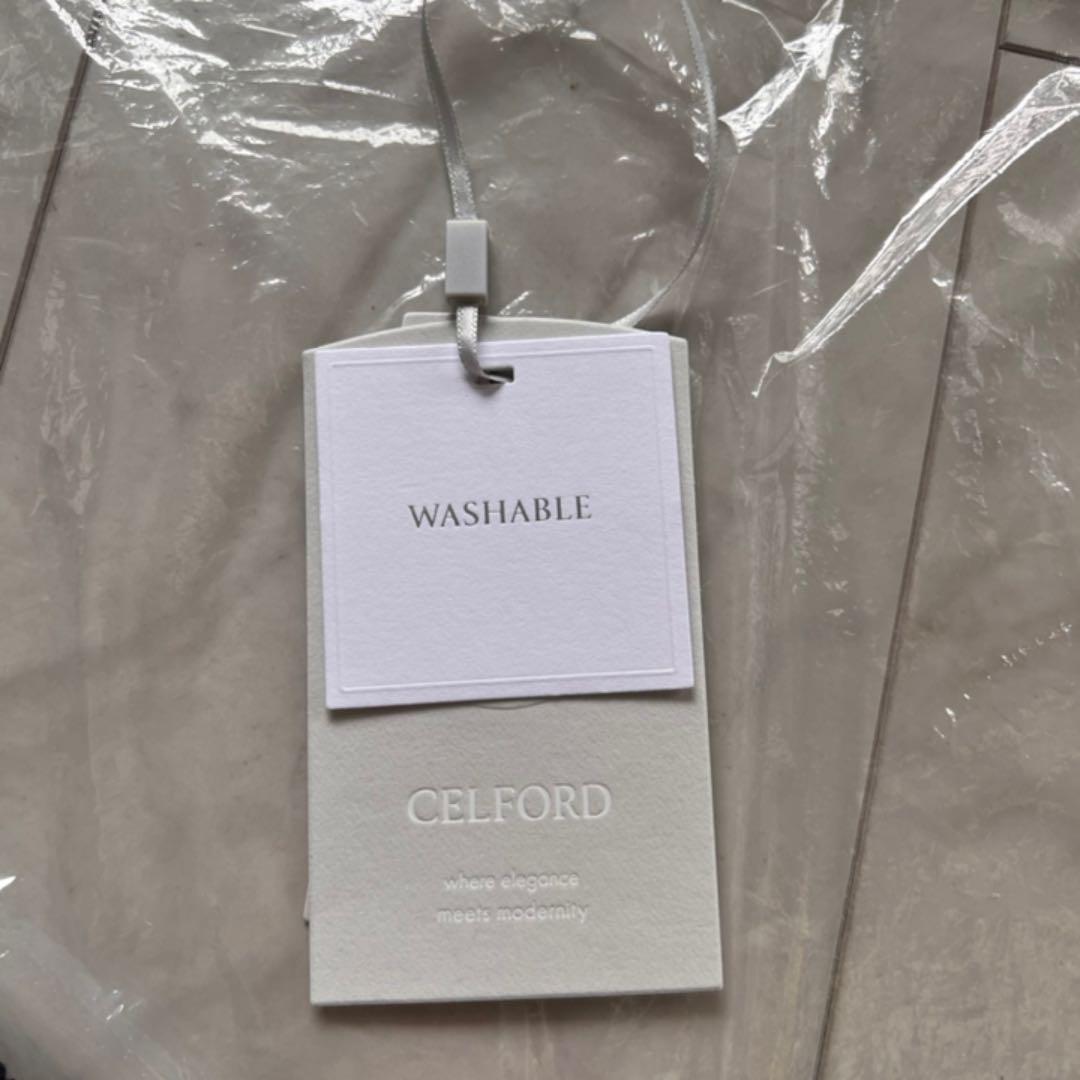 WASHABLE
CELFORD
where elegance
meets modernity